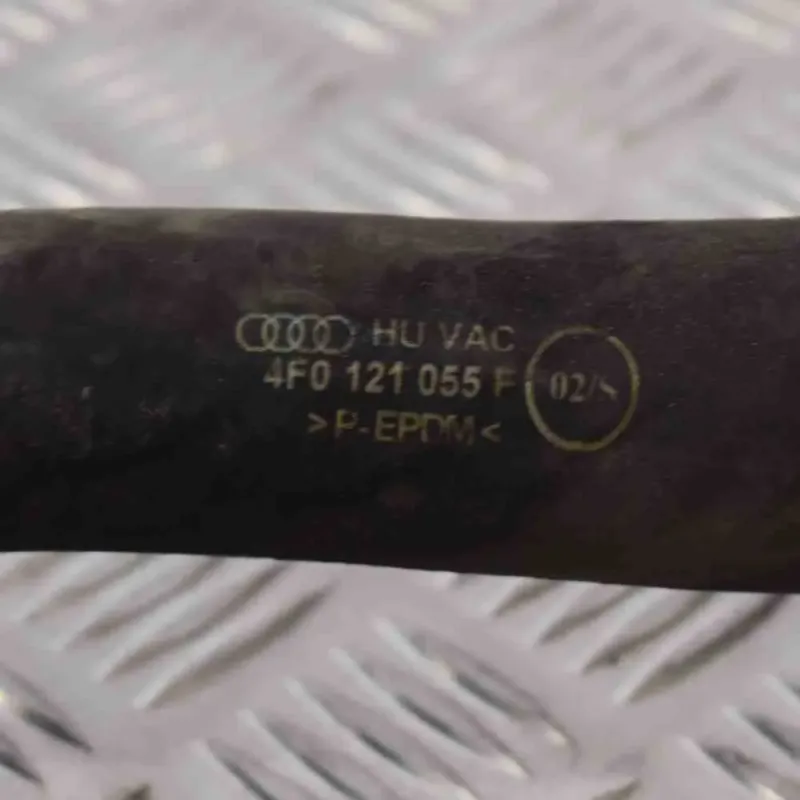 HU VAC
4F0 121 055 F
>P-EPDM<